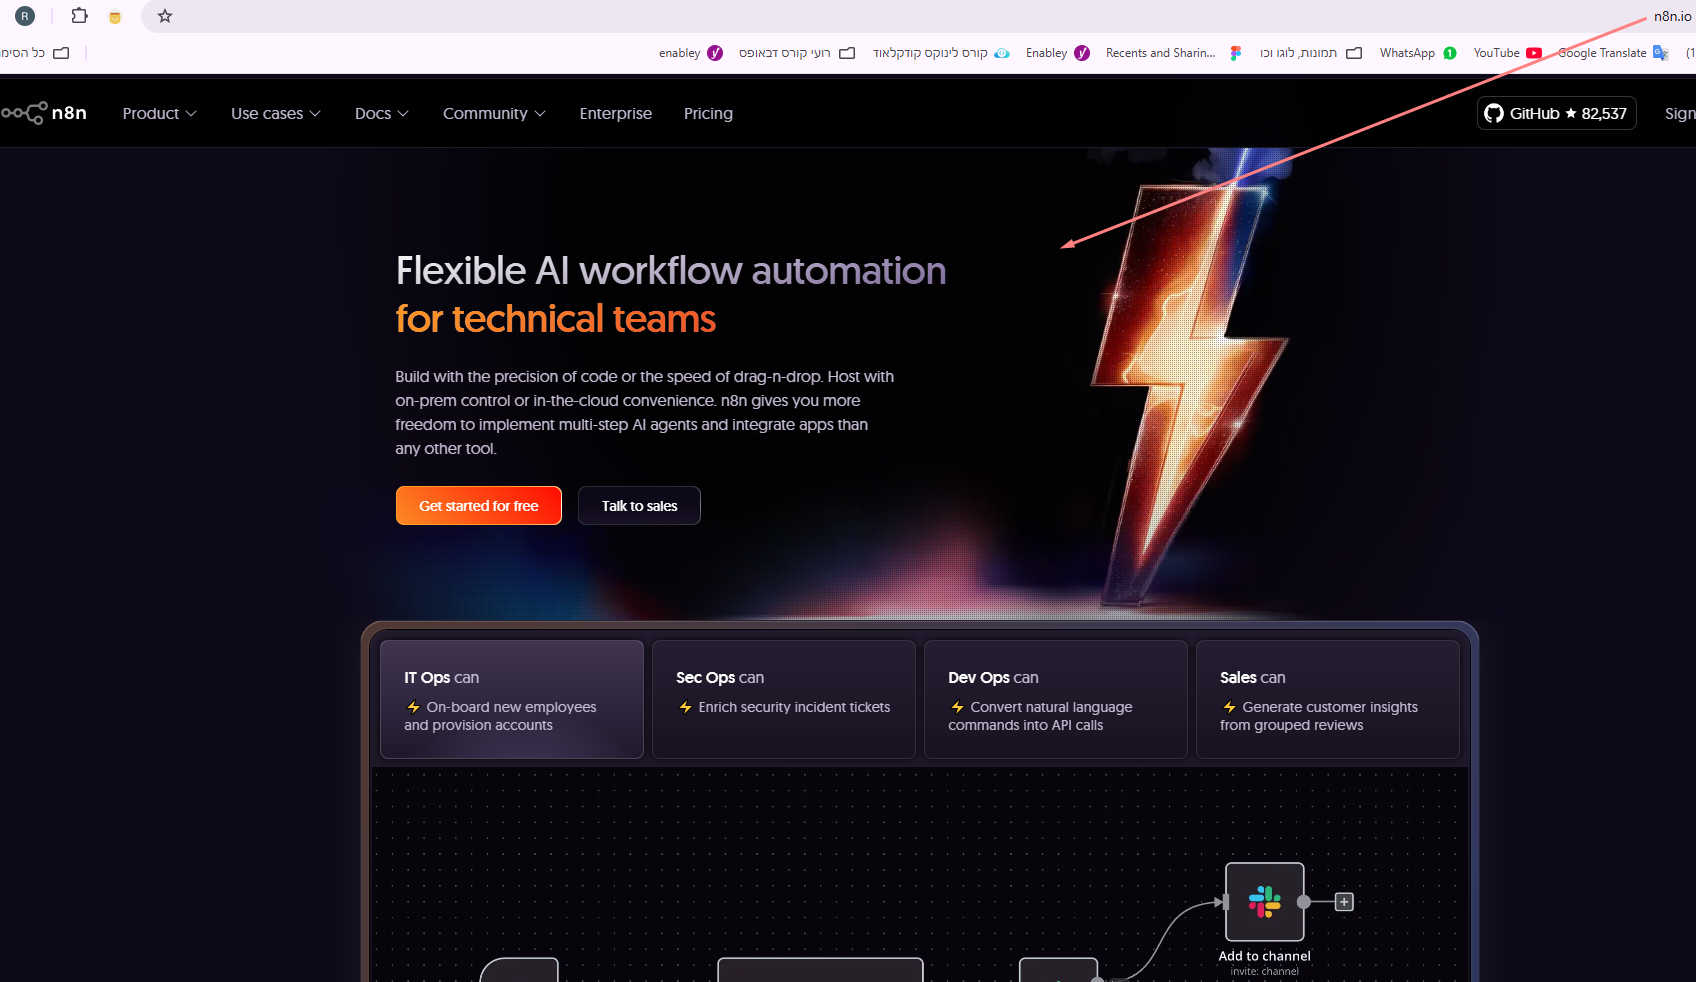 R
n8n.io
כל הסימ
enabley
רועי קורס דבאופס
קורס לינוקס קודקלאוד
Enabley
Recents and Sharin...
תמונות, לוגו וכו
WhatsApp
1
YouTube
Google Translate
(1
n8n
Product
Use cases
Docs
Community
Enterprise
Pricing
GitHub ★ 82,537
Sign
Flexible AI workflow automation
for technical teams
Build with the precision of code or the speed of drag-n-drop. Host with
on-prem control or in-the-cloud convenience. n8n gives you more
freedom to implement multi-step AI agents and integrate apps than
any other tool.
Get started for free
Talk to sales
IT Ops can
⚡ On-board new employees
and provision accounts
Sec Ops can
⚡ Enrich security incident tickets
Dev Ops can
⚡ Convert natural language
commands into API calls
Sales can
⚡ Generate customer insights
from grouped reviews
Add to channel
invite: channel